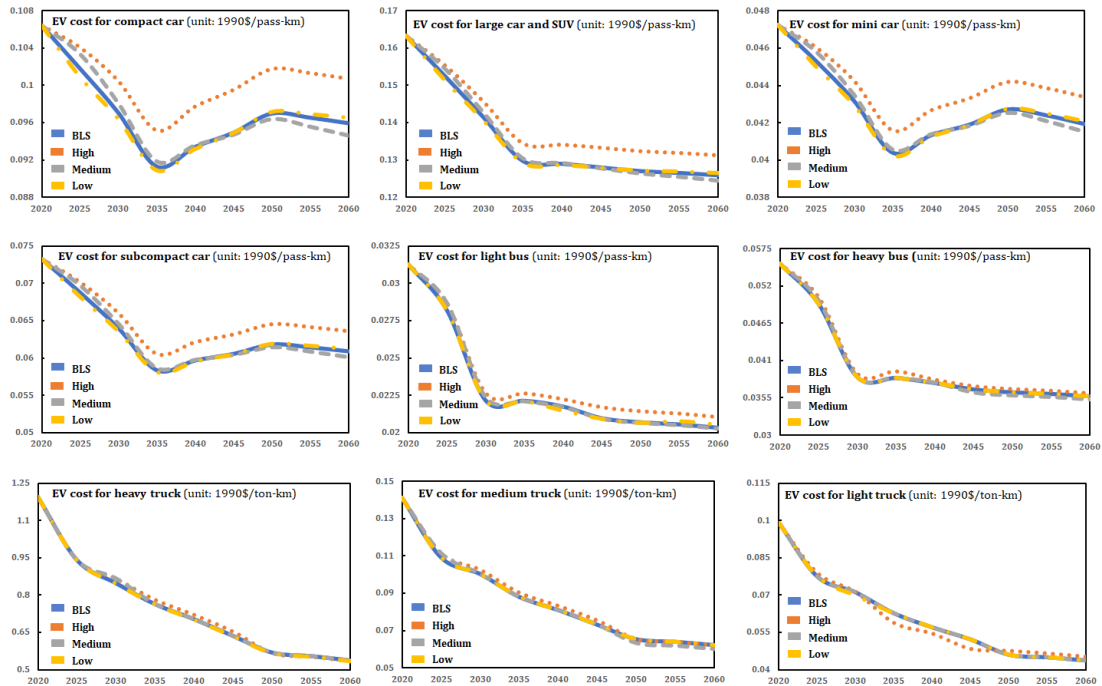 EV cost for compact car (unit: 1990$/pass-km)
0.108
0.104
0.1
0.096
0.092
0.088
BLS
High
Medium
Low
2020 2025 2030 2035 2040 2045 2050 2055 2060
EV cost for large car and SUV (unit: 1990$/pass-km)
0.17
0.16
0.15
0.14
0.13
0.12
BLS
High
Medium
Low
2020 2025 2030 2035 2040 2045 2050 2055 2060
EV cost for mini car (unit: 1990$/pass-km)
0.048
0.046
0.044
0.042
0.04
0.038
BLS
High
Medium
Low
2020 2025 2030 2035 2040 2045 2050 2055 2060
EV cost for subcompact car (unit: 1990$/pass-km)
0.075
0.07
0.065
0.06
0.055
0.05
BLS
High
Medium
Low
2020 2025 2030 2035 2040 2045 2050 2055 2060
EV cost for light bus (unit: 1990$/pass-km)
0.0325
0.03
0.0275
0.025
0.0225
0.02
BLS
High
Medium
Low
2020 2025 2030 2035 2040 2045 2050 2055 2060
EV cost for heavy bus (unit: 1990$/pass-km)
0.0575
0.052
0.0465
0.041
0.0355
0.03
BLS
High
Medium
Low
2020 2025 2030 2035 2040 2045 2050 2055 2060
EV cost for heavy truck (unit: 1990$/ton-km)
1.25
1.1
0.95
0.8
0.65
0.5
BLS
High
Medium
Low
2020 2025 2030 2035 2040 2045 2050 2055 2060
EV cost for medium truck (unit: 1990$/ton-km)
0.15
0.13
0.11
0.09
0.07
0.05
BLS
High
Medium
Low
2020 2025 2030 2035 2040 2045 2050 2055 2060
EV cost for light truck (unit: 1990$/ton-km)
0.115
0.1
0.085
0.07
0.055
0.04
BLS
High
Medium
Low
2020 2025 2030 2035 2040 2045 2050 2055 2060